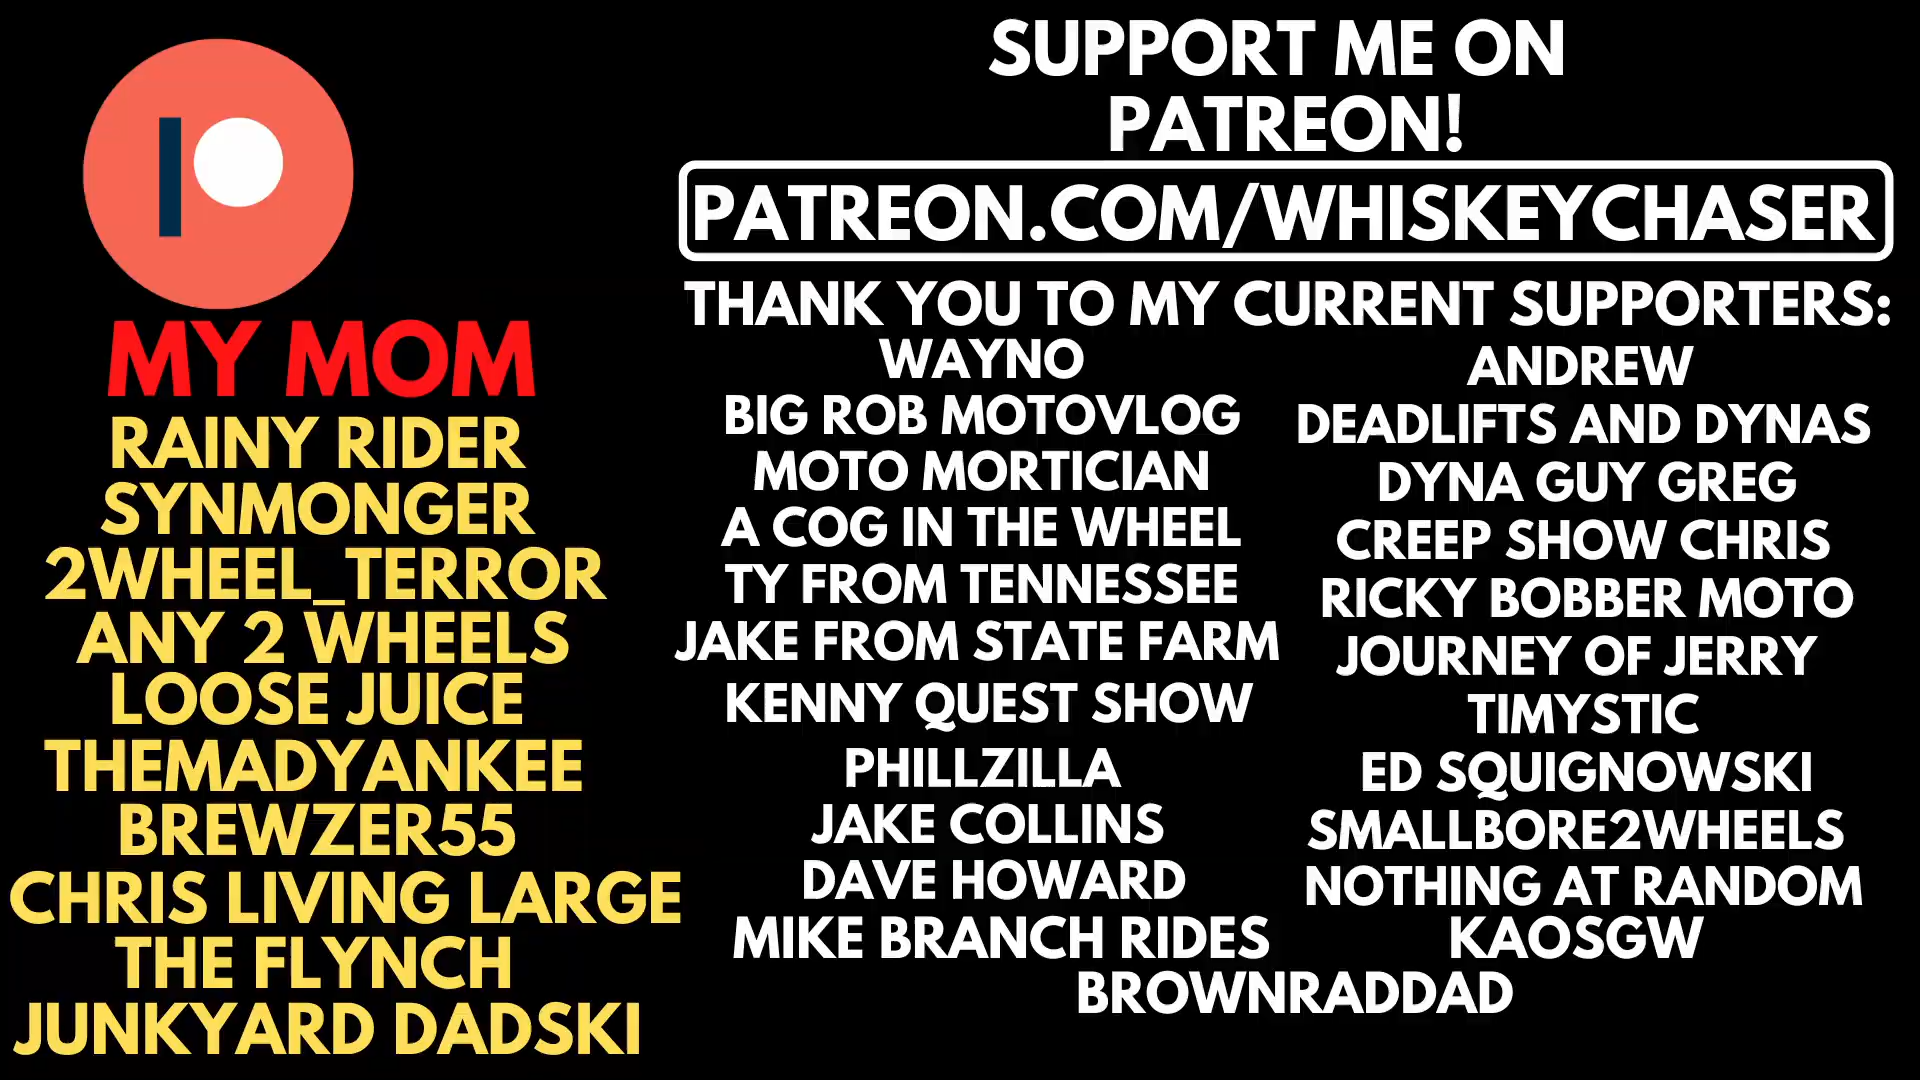 SUPPORT ME ON
PATREON!
PATREON.COM/WHISKEYCHASER
THANK YOU TO MY CURRENT SUPPORTERS:
MY MOM
RAINY RIDER
SYNMONGER
2WHEEL_TERROR
ANY 2 WHEELS
LOOSE JUICE
THEMADYANKEE
BREWZER55
CHRIS LIVING LARGE
THE FLYNCH
JUNKYARD DADSKI
WAYNO
BIG ROB MOTOVLOG
MOTO MORTICIAN
A COG IN THE WHEEL
TY FROM TENNESSEE
JAKE FROM STATE FARM
KENNY QUEST SHOW
PHILLZILLA
JAKE COLLINS
DAVE HOWARD
MIKE BRANCH RIDES
ANDREW
DEADLIFTS AND DYNAS
DYNA GUY GREG
CREEP SHOW CHRIS
RICKY BOBBER MOTO
JOURNEY OF JERRY
TIMYSTIC
ED SQUIGNOWSKI
SMALLBORE2WHEELS
NOTHING AT RANDOM
KAOSGW
BROWNRADDAD